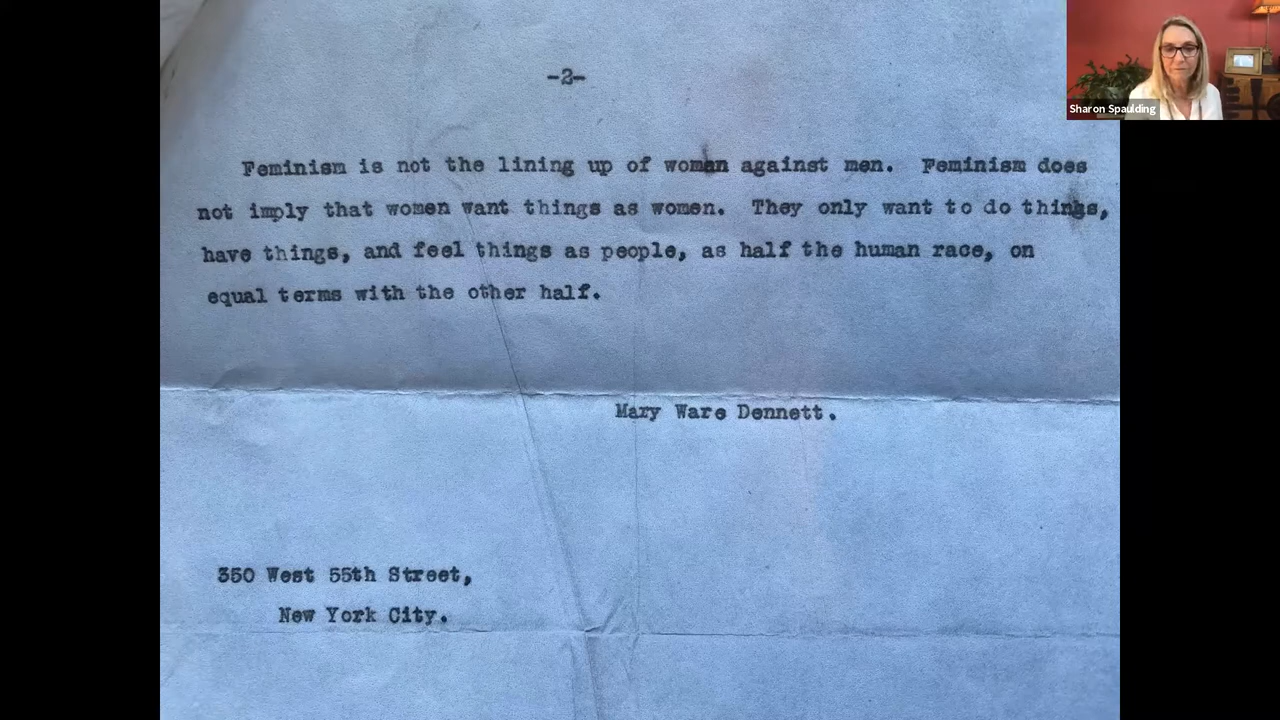 -2-
Feminism is not the lining up of women against men.  Feminism does
not imply that women want things as women.  They only want to do things,
have things, and feel things as people, as half the human race, on
equal terms with the other half.
Mary Ware Dennett.
350 West 55th Street,
New York City.
Sharon Spaulding